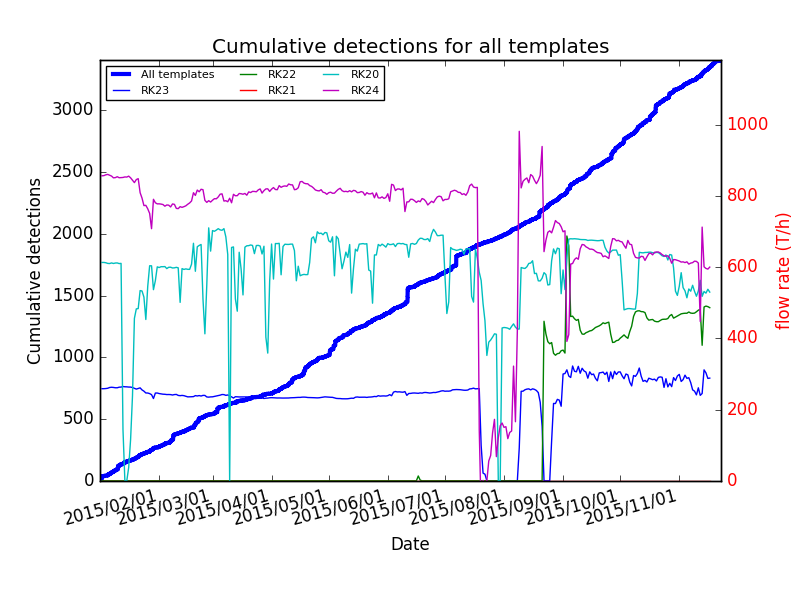 Cumulative detections for all templates
All templates
RK23
RK22
RK21
RK20
RK24
Cumulative detections
3000
2500
2000
1500
1000
500
0
flow rate (T/h)
1000
800
600
400
200
0
2015/02/01
2015/03/01
2015/04/01
2015/05/01
2015/06/01
2015/07/01
2015/08/01
2015/09/01
2015/10/01
2015/11/01
Date